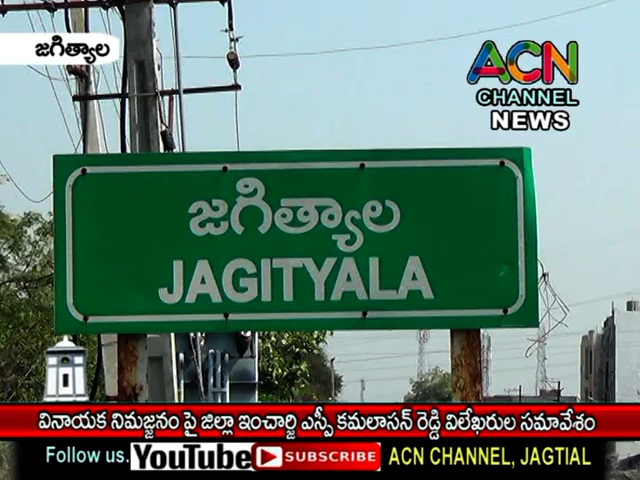 జగిత్యాల
ACN
CHANNEL
NEWS
జగిత్యాల
JAGITYALA
వినాయక నిమజ్జనం పై జిల్లా ఇంచార్జి ఎస్పీ కమలాసన్ రెడ్డి విలేఖరుల సమావేశం
Follow us. YouTube SUBSCRIBE ACN CHANNEL, JAGTIAL